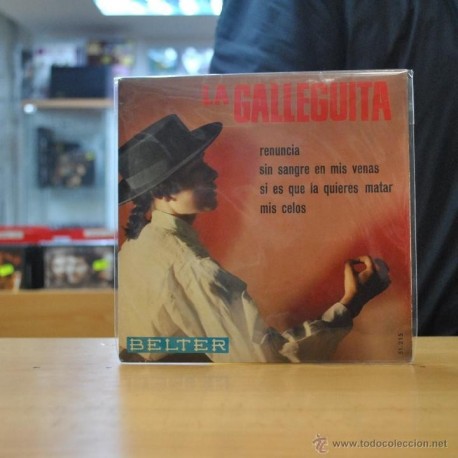 LA GALLEGUITA
renuncia
sin sangre en mis venas
si es que la quieres matar
mis celos
BELTER
www.todocoleccion.net